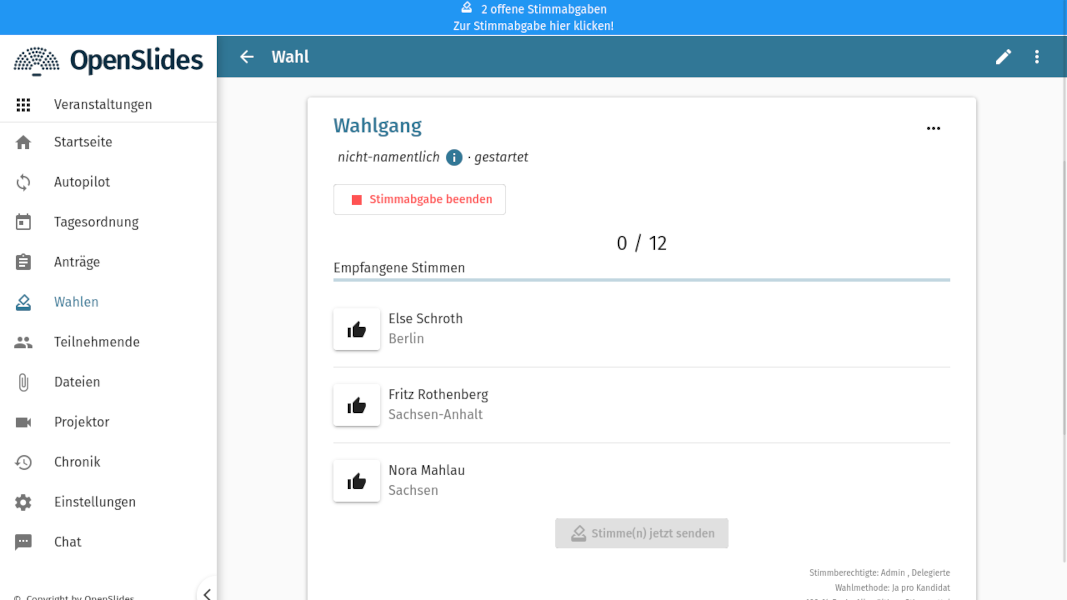 2 offene Stimmabgaben
Zur Stimmabgabe hier klicken!
OpenSlides
Wahl
Veranstaltungen
Startseite
Autopilot
Tagesordnung
Anträge
Wahlen
Teilnehmende
Dateien
Projektor
Chronik
Einstellungen
Chat
© Copyright by OpenSlides
Wahlgang
nicht-namentlich · gestartet
Stimmabgabe beenden
0 / 12
Empfangene Stimmen
Else Schroth
Berlin
Fritz Rothenberg
Sachsen-Anhalt
Nora Mahlau
Sachsen
Stimme(n) jetzt senden
Stimmberechtigte: Admin , Delegierte
Wahlmethode: Ja pro Kandidat